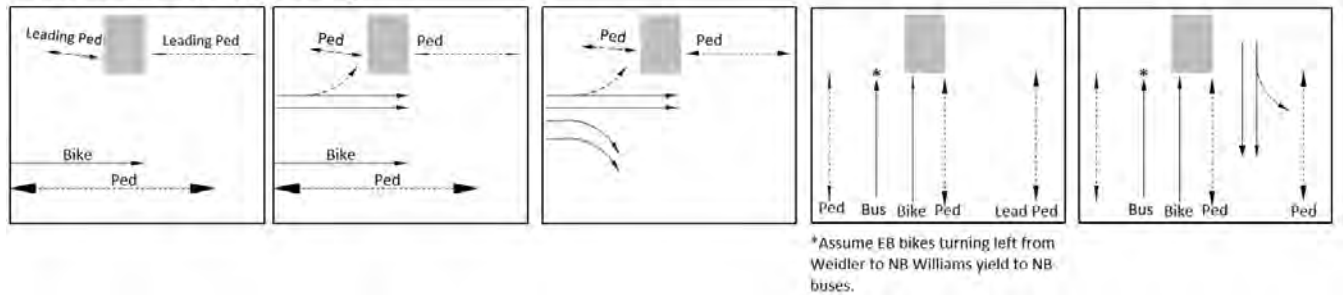 Leading Ped
Leading Ped
Bike
Ped
Ped
Ped
Bike
Ped
Ped
Ped
*
Ped
Bus
Bike
Ped
Lead Ped
*Assume EB bikes turning left from
Weidler to NB Williams yield to NB
buses.
*
Bus
Bike
Ped
Ped